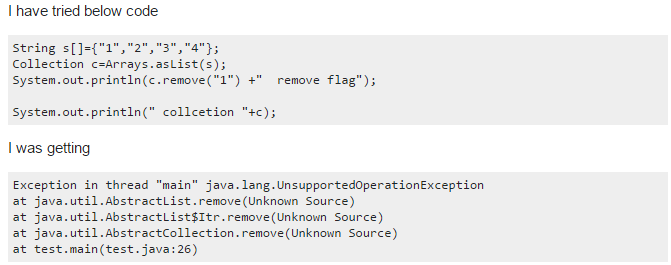 I have tried below code
String s[]={"1","2","3","4"};
Collection c=Arrays.asList(s);
System.out.println(c.remove("1") +"  remove flag");
System.out.println(" collcetion "+c);
I was getting
Exception in thread "main" java.lang.UnsupportedOperationException
at java.util.AbstractList.remove(Unknown Source)
at java.util.AbstractList$Itr.remove(Unknown Source)
at java.util.AbstractCollection.remove(Unknown Source)
at test.main(test.java:26)